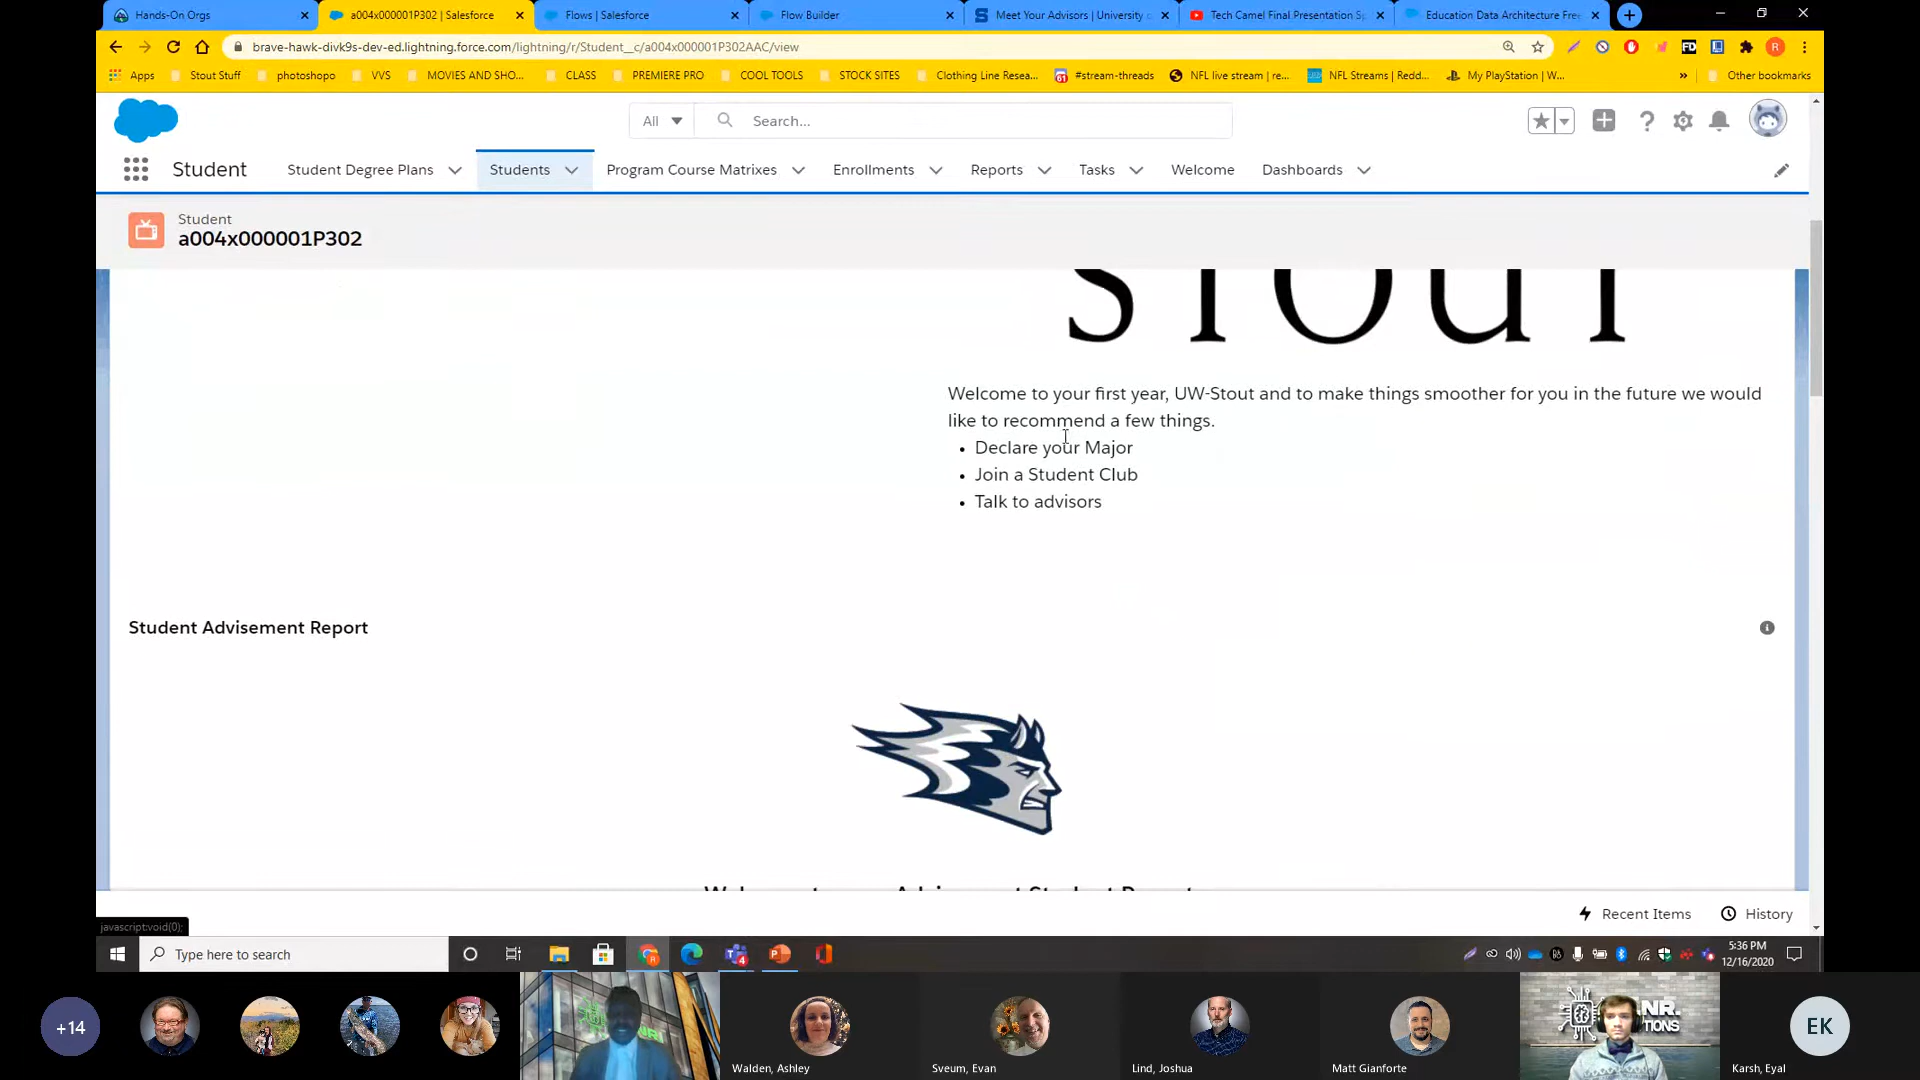 Hands-On Orgs
a004x000001P302 | Salesforce
Flows | Salesforce
Flow Builder
Meet Your Advisors | University
Tech Camel Final Presentation Sp
Education Data Architecture Free
brave-hawk-divk9s-dev-ed.lightning.force.com/lightning/r/Student__c/a004x000001P302AAC/view
FD
R
Apps
Stout Stuff
photoshopo
VVS
MOVIES AND SHO...
CLASS
PREMIERE PRO
COOL TOOLS
STOCK SITES
Clothing Line Resea...
#stream-threads
NFL live stream | re...
NFL Streams | Redd...
My PlayStation | W...
»
Other bookmarks
All
Search...
Student
Student Degree Plans
Students
Program Course Matrixes
Enrollments
Reports
Tasks
Welcome
Dashboards
Student
a004x000001P302
STOUT
Welcome to your first year, UW-Stout and to make things smoother for you in the future we would
like to recommend a few things.
• Declare your Major
• Join a Student Club
• Talk to advisors
Student Advisement Report
Recent Items
History
javascript:void(0);
Type here to search
5:36 PM
12/16/2020
+14
Walden, Ashley
Sveum, Evan
Lind, Joshua
Matt Gianforte
NR.
TIONS
EK
Karsh, Eyal